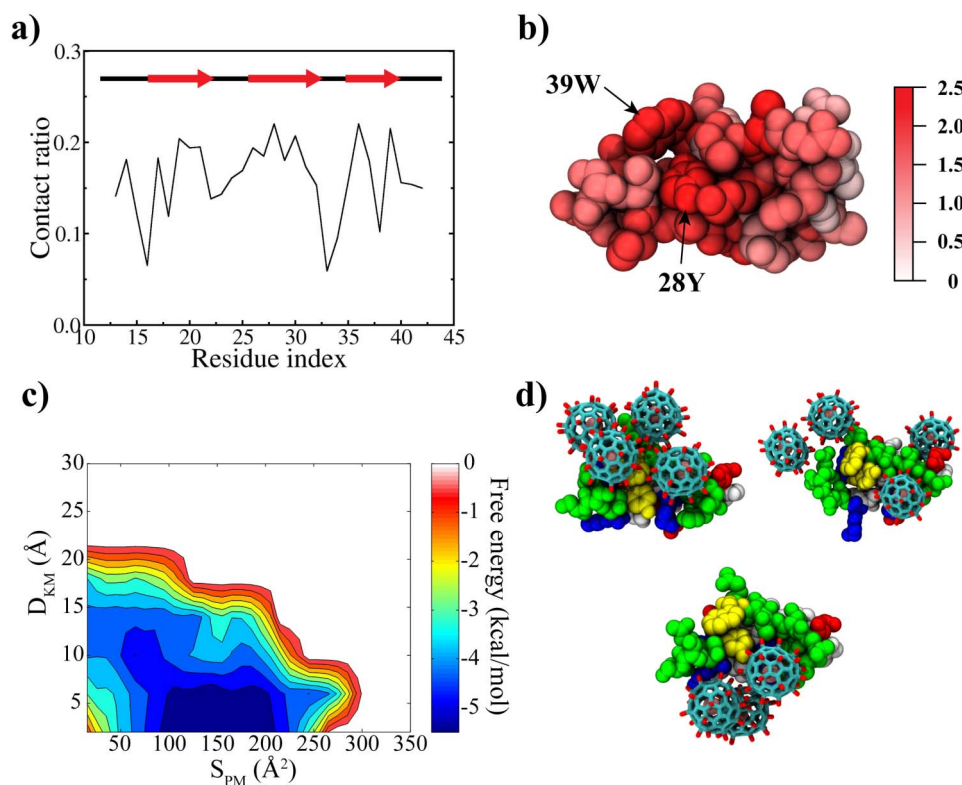 a)
0.3
0.2
0.1
0.0
Contact ratio
10 15 20 25 30 35 40 45
Residue index
b)
39W
28Y
2.5
2.0
1.5
1.0
0.5
0
c)
30
25
20
15
10
5
D_KM (Å)
50 100 150 200 250 300 350
S_PM (Å²)
0
-1
-2
-3
-4
-5
Free energy (kcal/mol)
d)